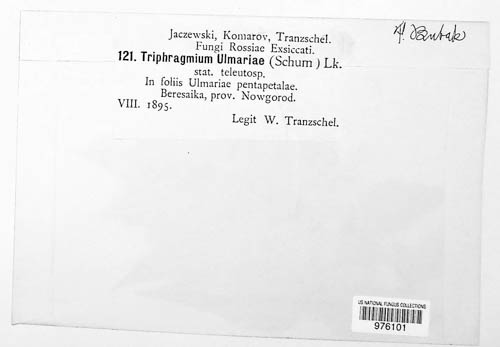 Jaczewski, Komarov, Tranzschel.
Fungi Rossiae Exsiccati.
121. Triphragmium Ulmariae (Schum) Lk.
stat. teleutosp.
In foliis Ulmariae pentapetalae.
Beresaika, prov. Nowgorod.
VIII. 1895.
Legit W. Tranzschel.
US NATIONAL FUNGUS COLLECTIONS
976101